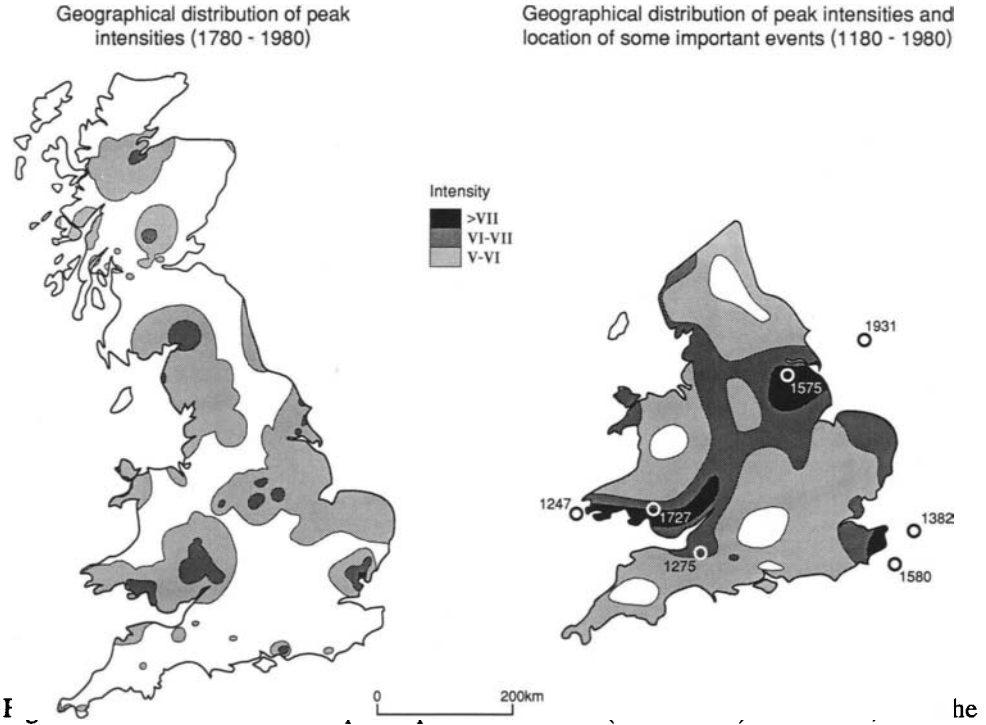 Geographical distribution of peak
intensities (1780 - 1980)
Geographical distribution of peak intensities and
location of some important events (1180 - 1980)
Intensity
>VII
VI-VII
V-VI
1931
1575
1247
1727
1382
1275
1580
0 200km
he